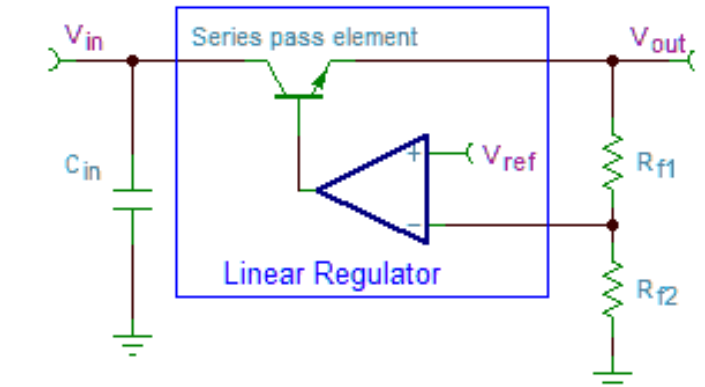 Vin
Series pass element
Vout
Cin
+
Vref
Rf1
-
Linear Regulator
Rf2